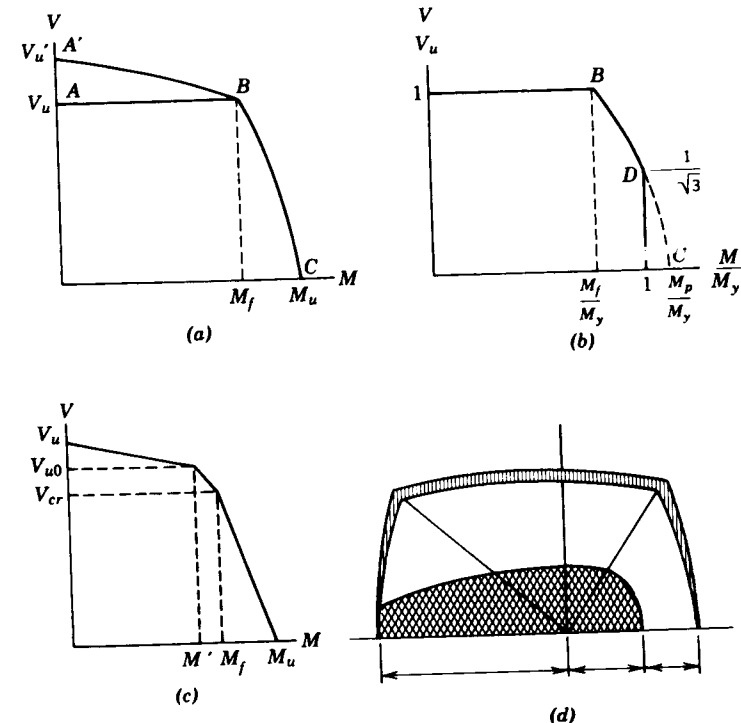 V
V_u′ A′
V_u A B
C M
M_f M_u
(a)
V
V_u
1 B
D 1/√3
C
M_f/M_y 1 M_p/M_y M/M_y
(b)
V
V_u
V_u0
V_cr
M′ M_f M_u M
(c)
(d)